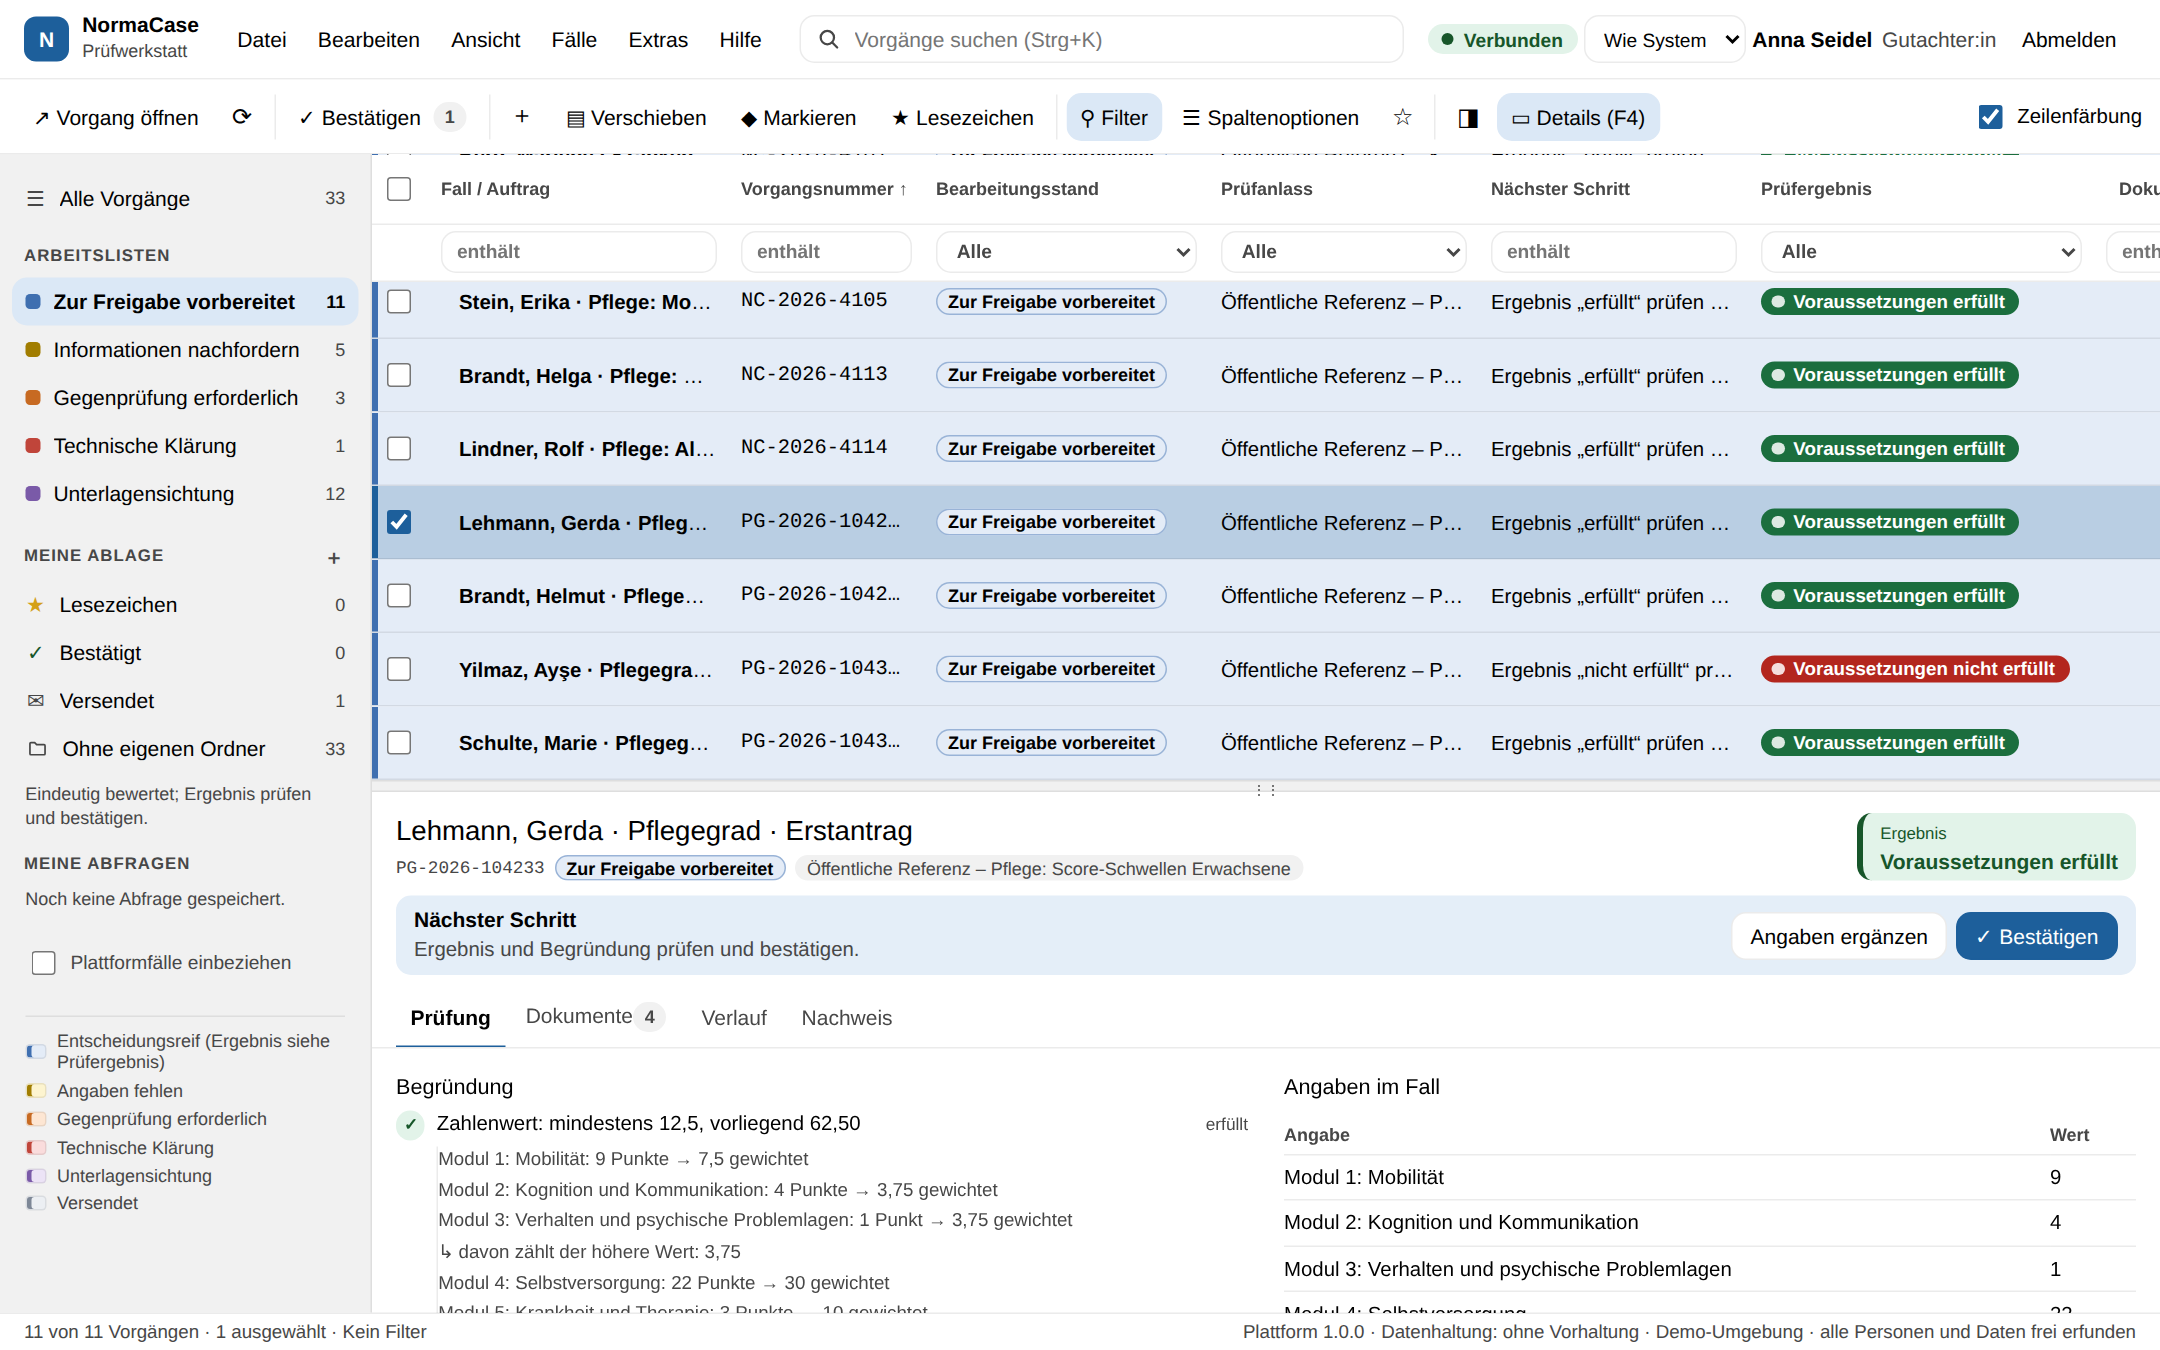 N NormaCase
Prüfwerkstatt
Datei Bearbeiten Ansicht Fälle Extras Hilfe
Vorgänge suchen (Strg+K)
Verbunden
Wie System
Anna Seidel Gutachter:in Abmelden
↗ Vorgang öffnen ⟳ ✓ Bestätigen 1 + ▤ Verschieben ◆ Markieren ★ Lesezeichen ⚲ Filter ☰ Spaltenoptionen ☆ ◨ ▭ Details (F4) Zeilenfärbung
☰ Alle Vorgänge 33
ARBEITSLISTEN
Zur Freigabe vorbereitet 11
Informationen nachfordern 5
Gegenprüfung erforderlich 3
Technische Klärung 1
Unterlagensichtung 12
MEINE ABLAGE +
★ Lesezeichen 0
✓ Bestätigt 0
✉ Versendet 1
Ohne eigenen Ordner 33
Eindeutig bewertet; Ergebnis prüfen
und bestätigen.
MEINE ABFRAGEN
Noch keine Abfrage gespeichert.
Plattformfälle einbeziehen
Entscheidungsreif (Ergebnis siehe
Prüfergebnis)
Angaben fehlen
Gegenprüfung erforderlich
Technische Klärung
Unterlagensichtung
Versendet
Fall / Auftrag Vorgangsnummer ↑ Bearbeitungsstand Prüfanlass Nächster Schritt Prüfergebnis Doku
enthält enthält Alle Alle enthält Alle enth
Stein, Erika · Pflege: Mo… NC-2026-4105 Zur Freigabe vorbereitet Öffentliche Referenz – P… Ergebnis „erfüllt“ prüfen … Voraussetzungen erfüllt
Brandt, Helga · Pflege: … NC-2026-4113 Zur Freigabe vorbereitet Öffentliche Referenz – P… Ergebnis „erfüllt“ prüfen … Voraussetzungen erfüllt
Lindner, Rolf · Pflege: Al… NC-2026-4114 Zur Freigabe vorbereitet Öffentliche Referenz – P… Ergebnis „erfüllt“ prüfen … Voraussetzungen erfüllt
Lehmann, Gerda · Pfleg… PG-2026-1042… Zur Freigabe vorbereitet Öffentliche Referenz – P… Ergebnis „erfüllt“ prüfen … Voraussetzungen erfüllt
Brandt, Helmut · Pflege… PG-2026-1042… Zur Freigabe vorbereitet Öffentliche Referenz – P… Ergebnis „erfüllt“ prüfen … Voraussetzungen erfüllt
Yilmaz, Ayşe · Pflegegra… PG-2026-1043… Zur Freigabe vorbereitet Öffentliche Referenz – P… Ergebnis „nicht erfüllt“ pr… Voraussetzungen nicht erfüllt
Schulte, Marie · Pflegeg… PG-2026-1043… Zur Freigabe vorbereitet Öffentliche Referenz – P… Ergebnis „erfüllt“ prüfen … Voraussetzungen erfüllt
Lehmann, Gerda · Pflegegrad · Erstantrag
PG-2026-104233 Zur Freigabe vorbereitet Öffentliche Referenz – Pflege: Score-Schwellen Erwachsene
Ergebnis
Voraussetzungen erfüllt
Nächster Schritt
Ergebnis und Begründung prüfen und bestätigen.
Angaben ergänzen ✓ Bestätigen
Prüfung Dokumente 4 Verlauf Nachweis
Begründung
✓ Zahlenwert: mindestens 12,5, vorliegend 62,50 erfüllt
Modul 1: Mobilität: 9 Punkte → 7,5 gewichtet
Modul 2: Kognition und Kommunikation: 4 Punkte → 3,75 gewichtet
Modul 3: Verhalten und psychische Problemlagen: 1 Punkt → 3,75 gewichtet
↳ davon zählt der höhere Wert: 3,75
Modul 4: Selbstversorgung: 22 Punkte → 30 gewichtet
Modul 5: Krankheit und Therapie: 3 Punkte → 10 gewichtet
Angaben im Fall
Angabe Wert
Modul 1: Mobilität 9
Modul 2: Kognition und Kommunikation 4
Modul 3: Verhalten und psychische Problemlagen 1
Modul 4: Selbstversorgung 22
11 von 11 Vorgängen · 1 ausgewählt · Kein Filter
Plattform 1.0.0 · Datenhaltung: ohne Vorhaltung · Demo-Umgebung · alle Personen und Daten frei erfunden